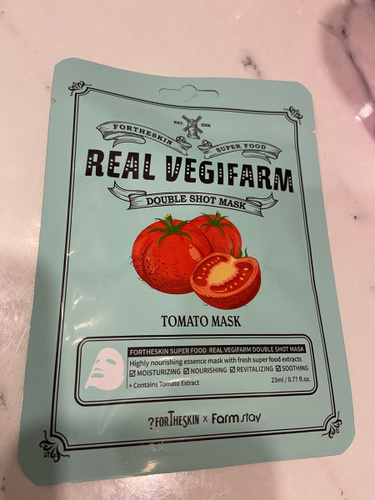 EST. 2008
FORTHESKIN SUPER FOOD
REAL VEGIFARM
DOUBLE SHOT MASK
TOMATO MASK
FORTHESKIN SUPER FOOD REAL VEGIFARM DOUBLE SHOT MASK
Highly nourishing essence mask with fresh super food extracts
☑ MOISTURIZING ☑ NOURISHING ☑ REVITALIZING ☑ SOOTHING
+ Contains Tomato Extract 23ml / 0.77 fl.oz.
?FORTHESKIN x Farmstay